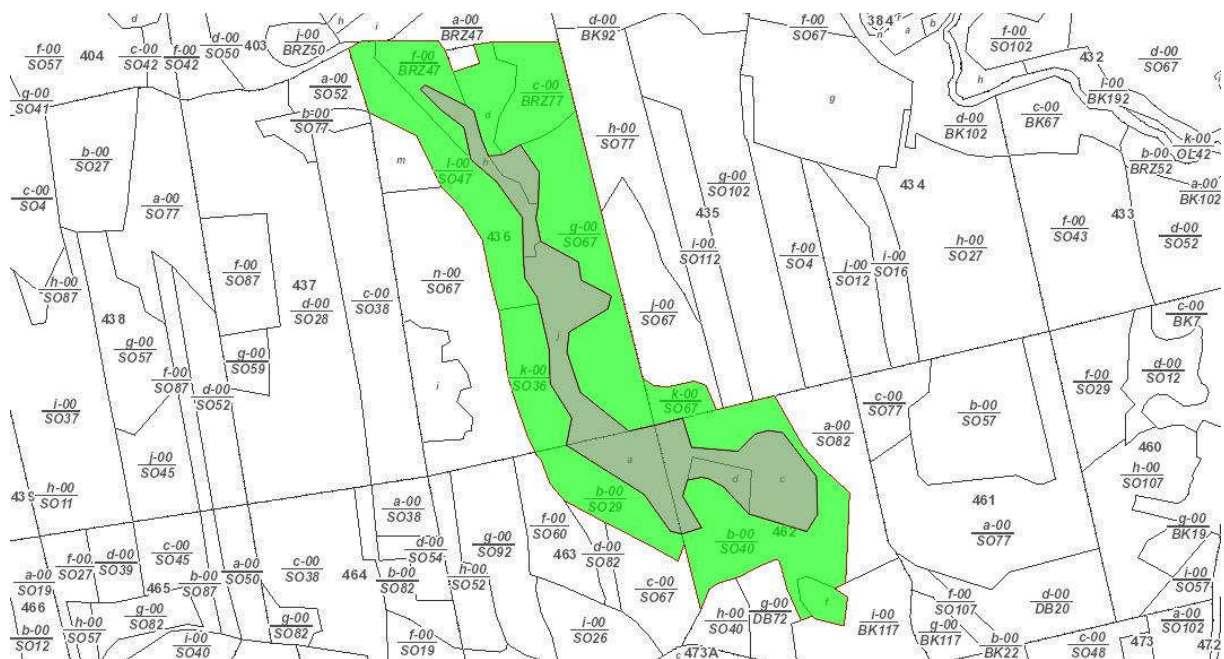 d
h
i
a-00
BRZ47
d-00
BK92
f-00
SO67
384
b
a
n
f-00
SO102
f-00
SO57
404
c-00
SO42
f-00
SO42
d-00
SO50
403
j-00
BRZ50
f-00
BRZ47
432
d-00
SO67
a-00
SO52
c-00
BRZ77
h
g
i-00
BK192
g-00
SO41
b-00
SO77
d
h-00
SO77
d-00
BK102
c-00
BK67
k-00
OL42
b-00
SO27
m
h
l-00
SO47
g-00
SO102
434
b-00
BRZ52
a-00
BK102
c-00
SO4
a-00
SO77
435
433
436
g-00
SO67
i-00
SO112
f-00
SO4
j-00
SO12
i-00
SO16
h-00
SO27
f-00
SO43
d-00
SO52
h-00
SO87
f-00
SO87
437
d-00
SO28
c-00
SO38
n-00
SO67
j-00
SO67
438
c-00
BK7
g-00
SO57
g-00
SO59
j
f-00
SO87
d-00
SO52
k-00
SO36
i
k-00
SO67
f-00
SO29
d-00
SO12
i-00
SO37
c-00
SO77
b-00
SO57
a-00
SO82
j-00
SO45
a
d
c
460
h-00
SO107
439
h-00
SO11
b-00
SO29
461
a-00
SO77
a-00
SO38
f-00
SO60
b-00
SO40
462
g-00
BK19
f-00
SO27
d-00
SO39
c-00
SO45
465
b-00
SO87
a-00
SO50
c-00
SO38
464
d-00
SO54
b-00
SO82
g-00
SO92
h-00
SO52
463
d-00
SO82
c-00
SO67
i-00
SO57
a-00
SO19
466
b-00
SO12
h-00
SO57
g-00
SO82
i-00
SO40
g-00
SO82
f-00
SO19
i-00
SO26
h-00
SO40
g-00
DB72
f
i-00
BK117
f-00
SO107
g-00
BK117
d-00
DB20
b-00
BK22
c-00
SO48
473
a-00
SO102
472
c
473A